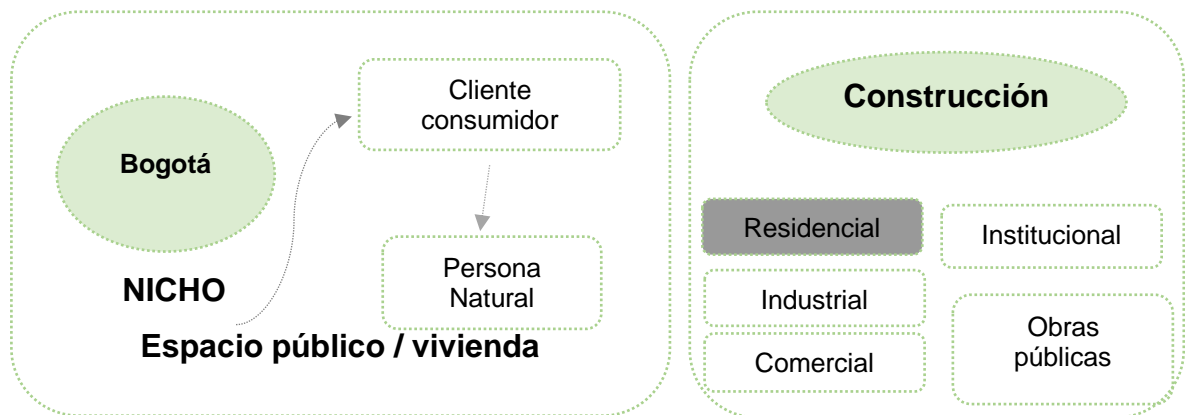 Bogotá
NICHO
Espacio público / vivienda
Cliente
consumidor
Persona
Natural
Construcción
Residencial
Industrial
Comercial
Institucional
Obras
públicas